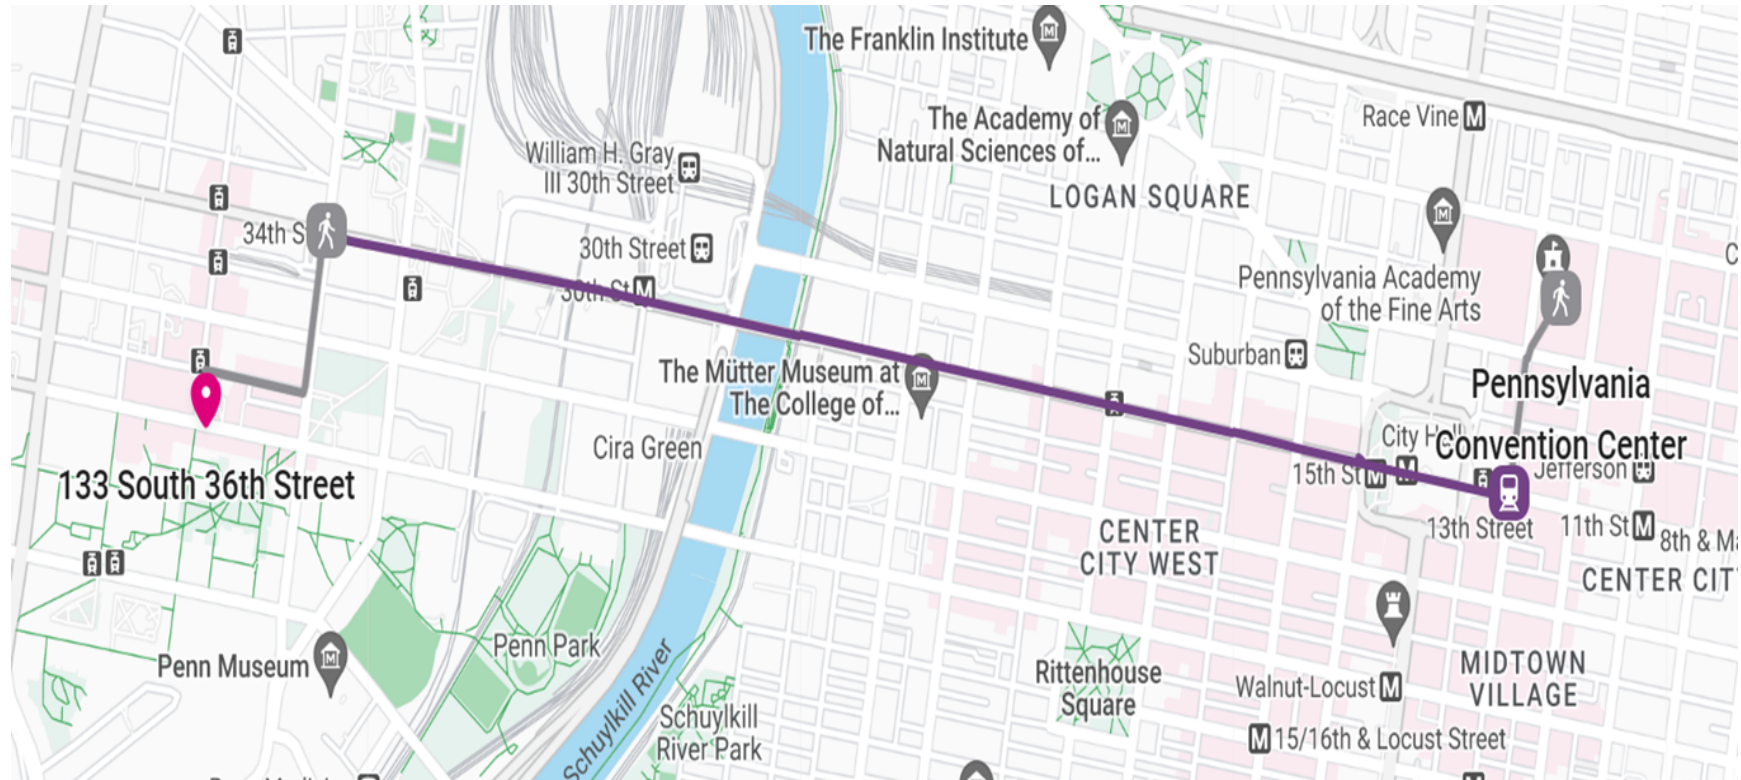 The Franklin Institute
The Academy of
Natural Sciences of...
Race Vine M
William H. Gray
III 30th Street
LOGAN SQUARE
34th S
30th Street
30th St M
Pennsylvania Academy
of the Fine Arts
Suburban
The Mütter Museum at
The College of...
Pennsylvania
Convention Center
City Hall
Cira Green
15th St M M
Jefferson
133 South 36th Street
13th Street
11th St M
8th & Ma
CENTER
CITY WEST
CENTER CIT
Penn Park
Penn Museum
Schuylkill River
Rittenhouse
Square
MIDTOWN
VILLAGE
Walnut-Locust M
Schuylkill
River Park
M 15/16th & Locust Street